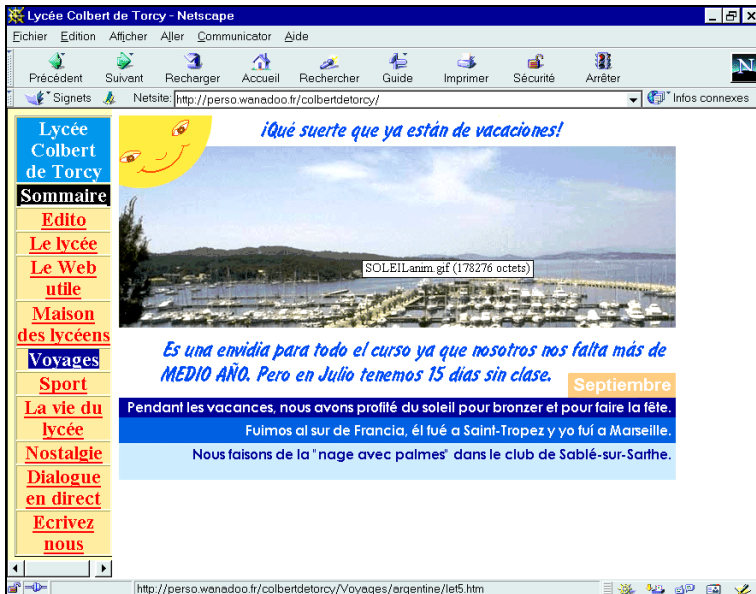 Lycée Colbert de Torcy - Netscape
Fichier Edition Afficher Aller Communicator Aide
Précédent Suivant Recharger Accueil Rechercher Guide Imprimer Sécurité Arrêter
N
Signets Netsite: http://perso.wanadoo.fr/colbertdetorcy/ Infos connexes
Lycée
Colbert
de Torcy
Sommaire
Edito
Le lycée
Le Web
utile
Maison
des lycéens
Voyages
Sport
La vie du
lycée
Nostalgie
Dialogue
en direct
Ecrivez
nous
¡Qué suerte que ya están de vacaciones!
SOLEILanim.gif (178276 octets)
Es una envidia para todo el curso ya que nosotros nos falta más de
MEDIO AÑO. Pero en Julio tenemos 15 días sin clase.
Septiembre
Pendant les vacances, nous avons profité du soleil pour bronzer et pour faire la fête.
Fuimos al sur de Francia, él fué a Saint-Tropez y yo fuí a Marseille.
Nous faisons de la "nage avec palmes" dans le club de Sablé-sur-Sarthe.
http://perso.wanadoo.fr/colbertdetorcy/Voyages/argentine/let5.htm